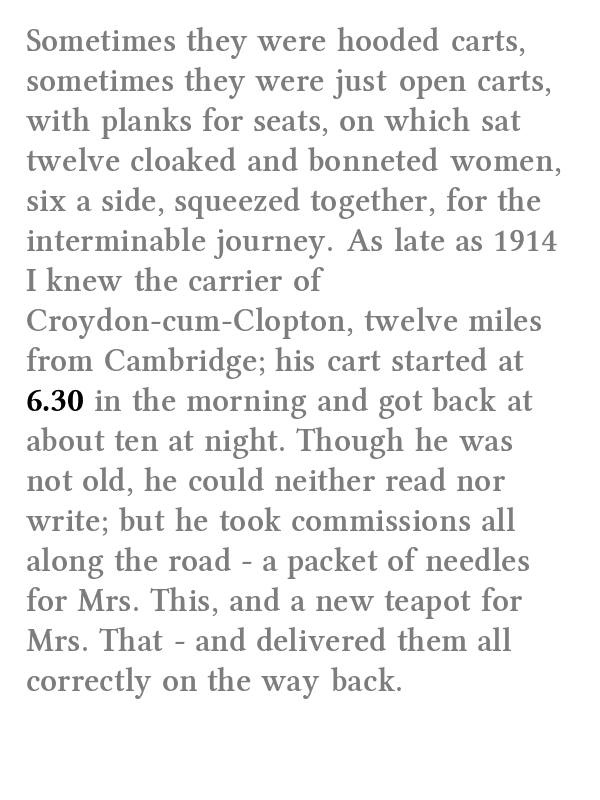 Sometimes they were hooded carts,
sometimes they were just open carts,
with planks for seats, on which sat
twelve cloaked and bonneted women,
six a side, squeezed together, for the
interminable journey. As late as 1914
I knew the carrier of
Croydon-cum-Clopton, twelve miles
from Cambridge; his cart started at
6.30 in the morning and got back at
about ten at night. Though he was
not old, he could neither read nor
write; but he took commissions all
along the road - a packet of needles
for Mrs. This, and a new teapot for
Mrs. That - and delivered them all
correctly on the way back.